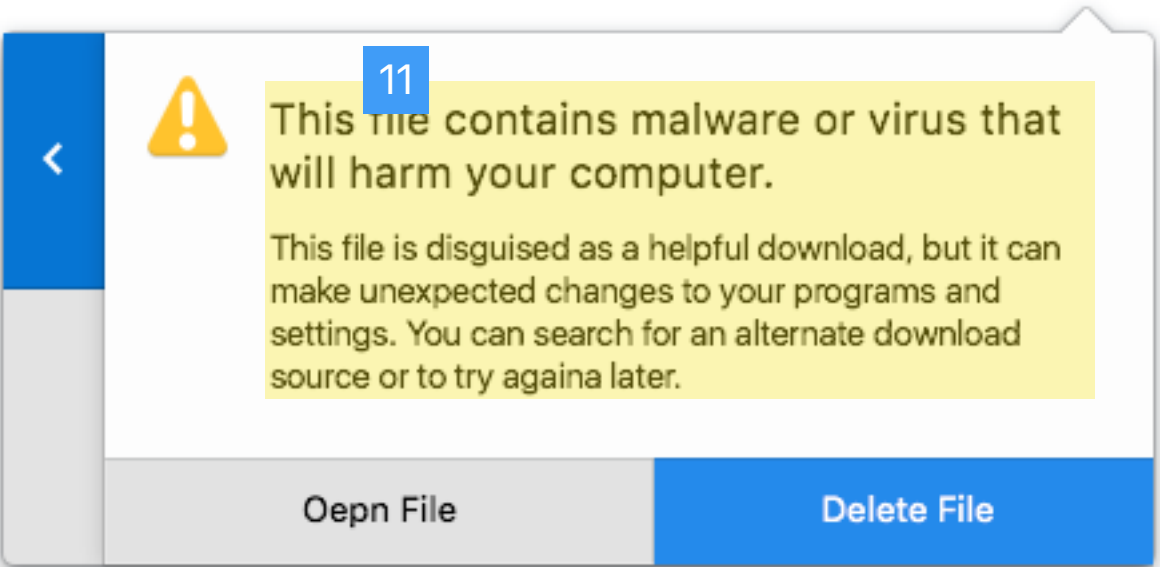 11
This file contains malware or virus that
will harm your computer.
This file is disguised as a helpful download, but it can
make unexpected changes to your programs and
settings. You can search for an alternate download
source or to try againa later.
Oepn File
Delete File